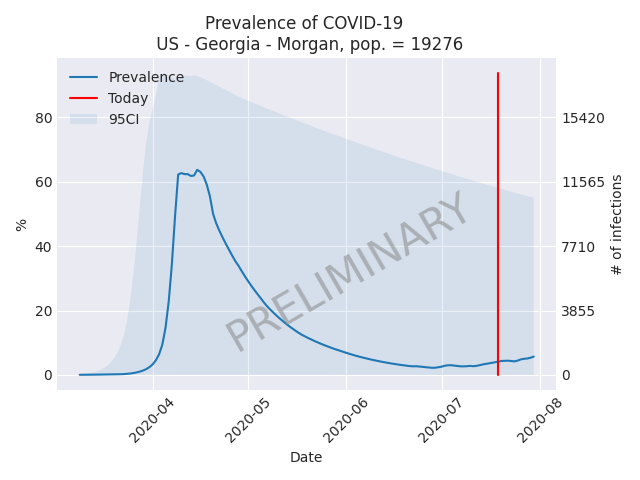 Prevalence of COVID-19
US - Georgia - Morgan, pop. = 19276
Prevalence
Today
95CI
80
60
40
20
0
%
15420
11565
7710
3855
0
# of infections
PRELIMINARY
2020-04
2020-05
2020-06
2020-07
2020-08
Date